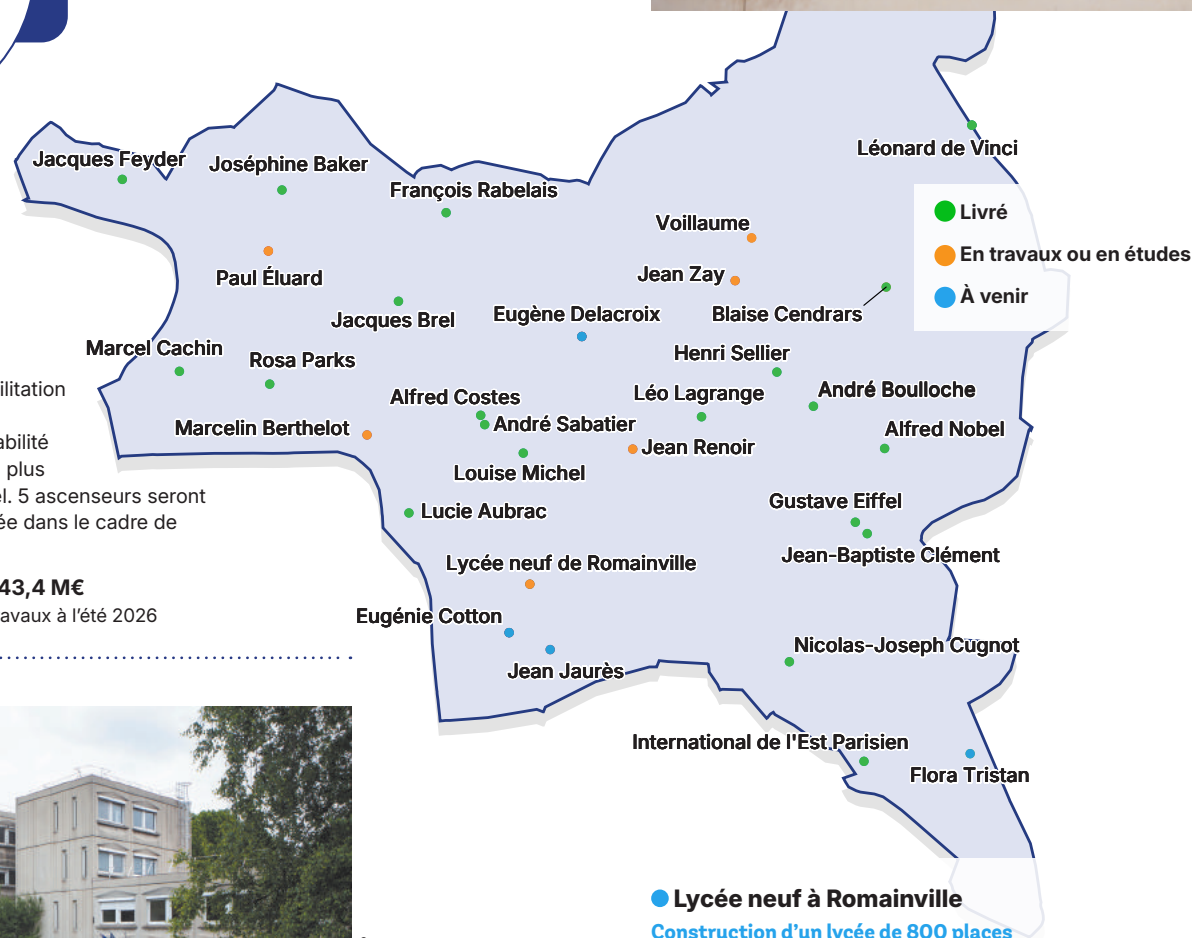 Jacques Feyder
Joséphine Baker
François Rabelais
Léonard de Vinci
Livré
En travaux ou en études
À venir
Voillaume
Jean Zay
Blaise Cendrars
Paul Éluard
Jacques Brel
Eugène Delacroix
Marcel Cachin
Rosa Parks
Henri Sellier
Léo Lagrange
André Boulloche
Alfred Costes
André Sabatier
Marcelin Berthelot
Jean Renoir
Alfred Nobel
Louise Michel
Lucie Aubrac
Gustave Eiffel
Jean-Baptiste Clément
Lycée neuf de Romainville
Eugénie Cotton
Jean Jaurès
Nicolas-Joseph Cugnot
International de l'Est Parisien
Flora Tristan
ilitation
abilité
plus
el. 5 ascenseurs seront
ée dans le cadre de
43,4 M€
avaux à l’été 2026
Lycée neuf à Romainville
Construction d’un lycée de 800 places